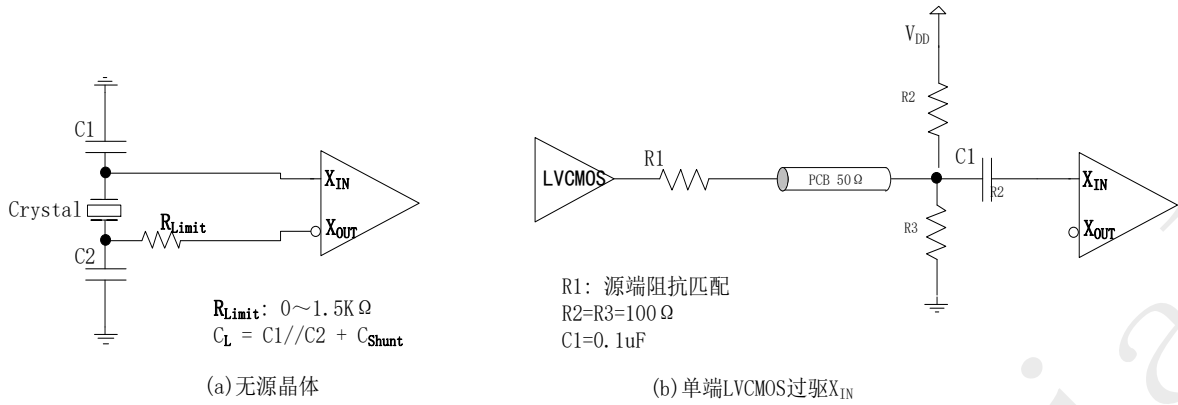 C1
Crystal
R_Limit
C2
X_IN
X_OUT
R_Limit: 0～1.5KΩ
C_L = C1//C2 + C_Shunt
(a)无源晶体
V_DD
R2
LVCMOS
R1
PCB 50Ω
C1
R2
R3
X_IN
X_OUT
R1: 源端阻抗匹配
R2=R3=100Ω
C1=0.1uF
(b)单端LVCMOS过驱X_IN